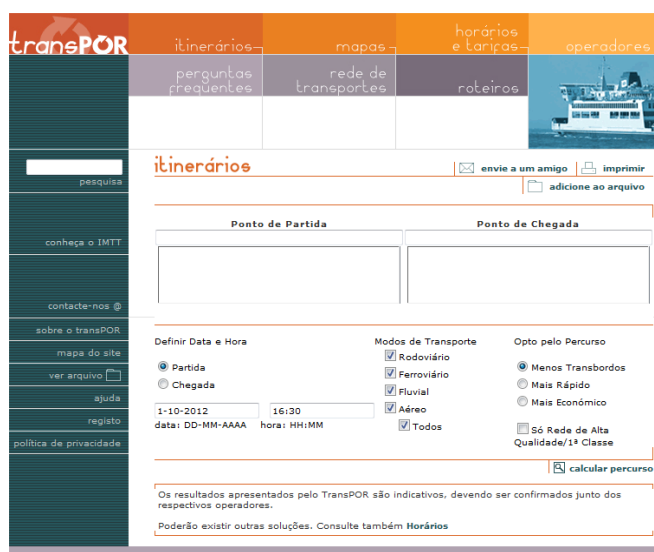 transPOR
itinerários
mapas
horários
e tarifas
operadores
perguntas
frequentes
rede de
transportes
roteiros
pesquisa
conheça o IMTT
contacte-nos @
sobre o transPOR
mapa do site
ver arquivo
ajuda
registo
política de privacidade
itinerários
envie a um amigo
imprimir
adicione ao arquivo
Ponto de Partida
Ponto de Chegada
Definir Data e Hora
Partida
Chegada
1-10-2012
16:30
data: DD-MM-AAAA
hora: HH:MM
Modos de Transporte
Rodoviário
Ferroviário
Fluvial
Aéreo
Todos
Opto pelo Percurso
Menos Transbordos
Mais Rápido
Mais Económico
Só Rede de Alta
Qualidade/1ª Classe
calcular percurso
Os resultados apresentados pelo TransPOR são indicativos, devendo ser confirmados junto dos
respectivos operadores.
Poderão existir outras soluções. Consulte também Horários